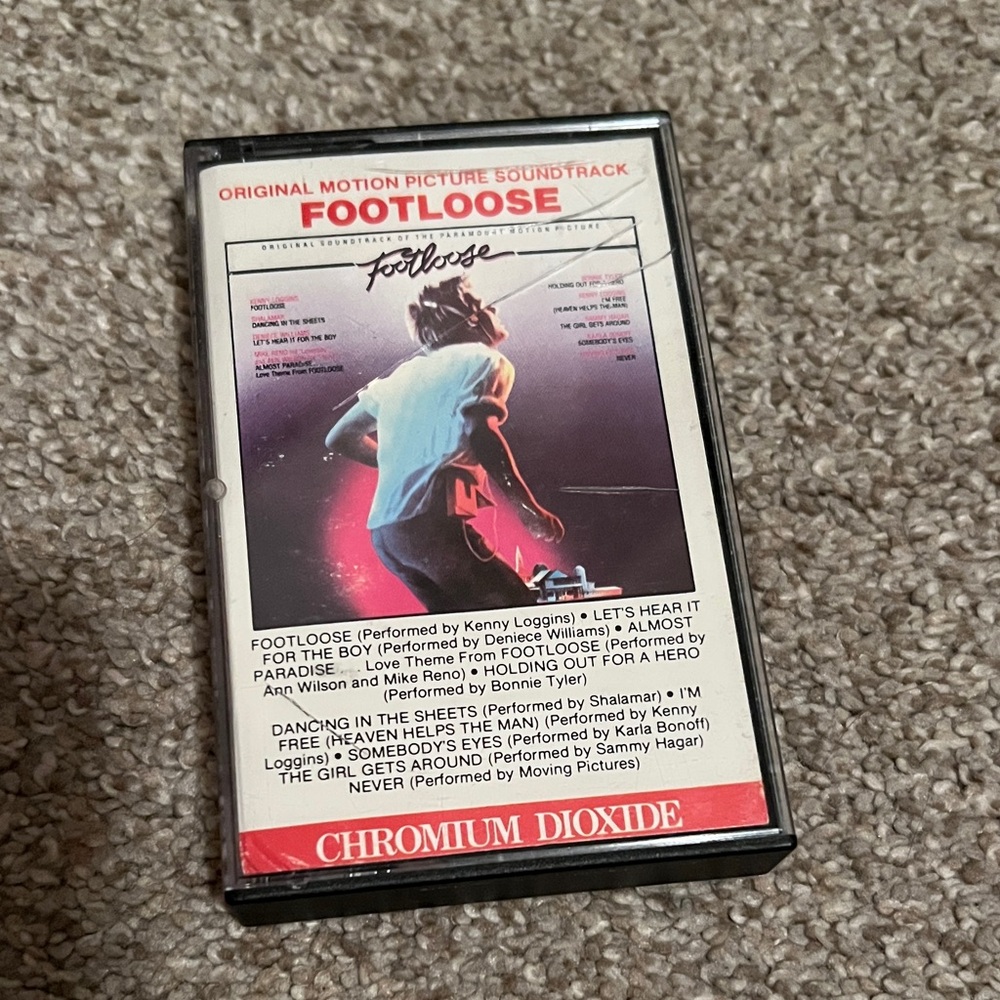 ORIGINAL MOTION PICTURE SOUNDTRACK
FOOTLOOSE
ORIGINAL SOUNDTRACK OF THE PARAMOUNT MOTION PICTURE
Footloose
KENNY LOGGINS
FOOTLOOSE
SHALAMAR
DANCING IN THE SHEETS
DENIECE WILLIAMS
LET'S HEAR IT FOR THE BOY
ALMOST PARADISE...
Love Theme From FOOTLOOSE
BONNIE TYLER
HOLDING OUT FOR A HERO
KENNY LOGGINS
I'M FREE
(HEAVEN HELPS THE MAN)
SAMMY HAGAR
THE GIRL GETS AROUND
KARLA BONOFF
SOMEBODY'S EYES
NEVER
FOOTLOOSE (Performed by Kenny Loggins) • LET'S HEAR IT
FOR THE BOY (Performed by Deniece Williams) • ALMOST
PARADISE . . . Love Theme From FOOTLOOSE (Performed by
Ann Wilson and Mike Reno) • HOLDING OUT FOR A HERO
(Performed by Bonnie Tyler)
DANCING IN THE SHEETS (Performed by Shalamar) • I'M
FREE (HEAVEN HELPS THE MAN) (Performed by Kenny
Loggins) • SOMEBODY'S EYES (Performed by Karla Bonoff)
THE GIRL GETS AROUND (Performed by Sammy Hagar)
NEVER (Performed by Moving Pictures)
CHROMIUM DIOXIDE